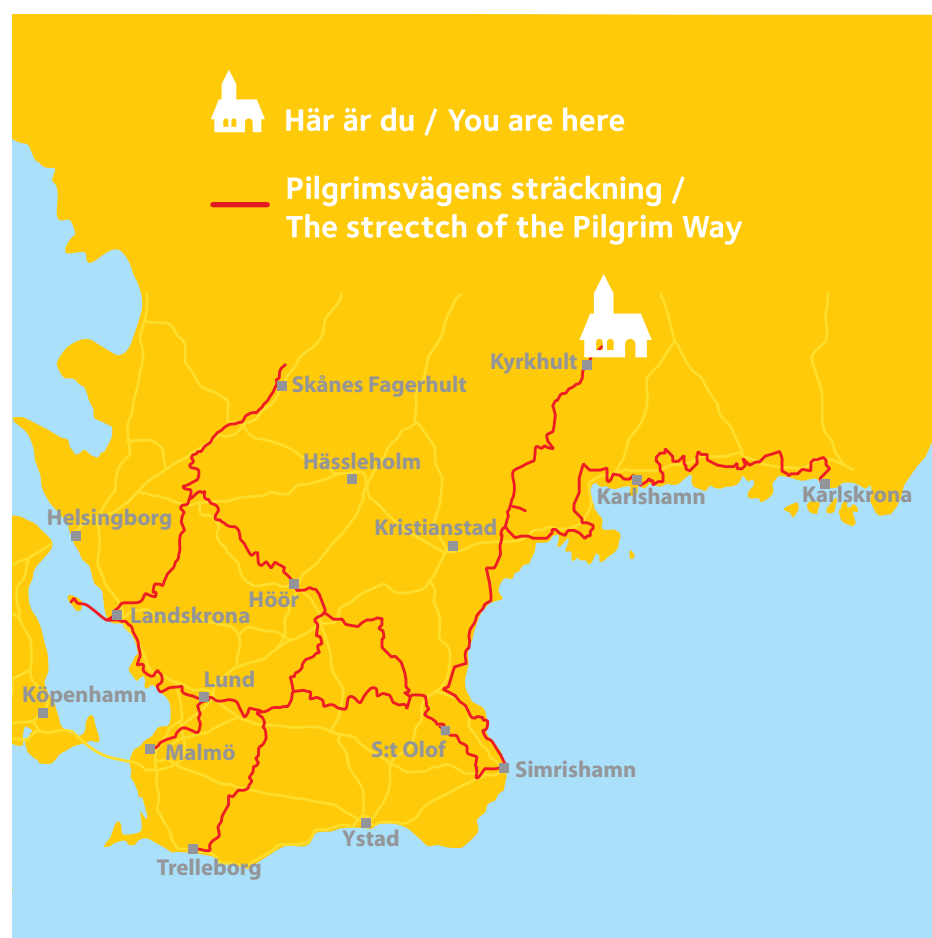 Här är du / You are here
Pilgrimsvägens sträckning /
The strectch of the Pilgrim Way
Kyrkhult
Skånes Fagerhult
Hässleholm
Karlshamn
Karlskrona
Helsingborg
Kristianstad
Höör
Landskrona
Lund
Köpenhamn
Malmö
S:t Olof
Simrishamn
Ystad
Trelleborg